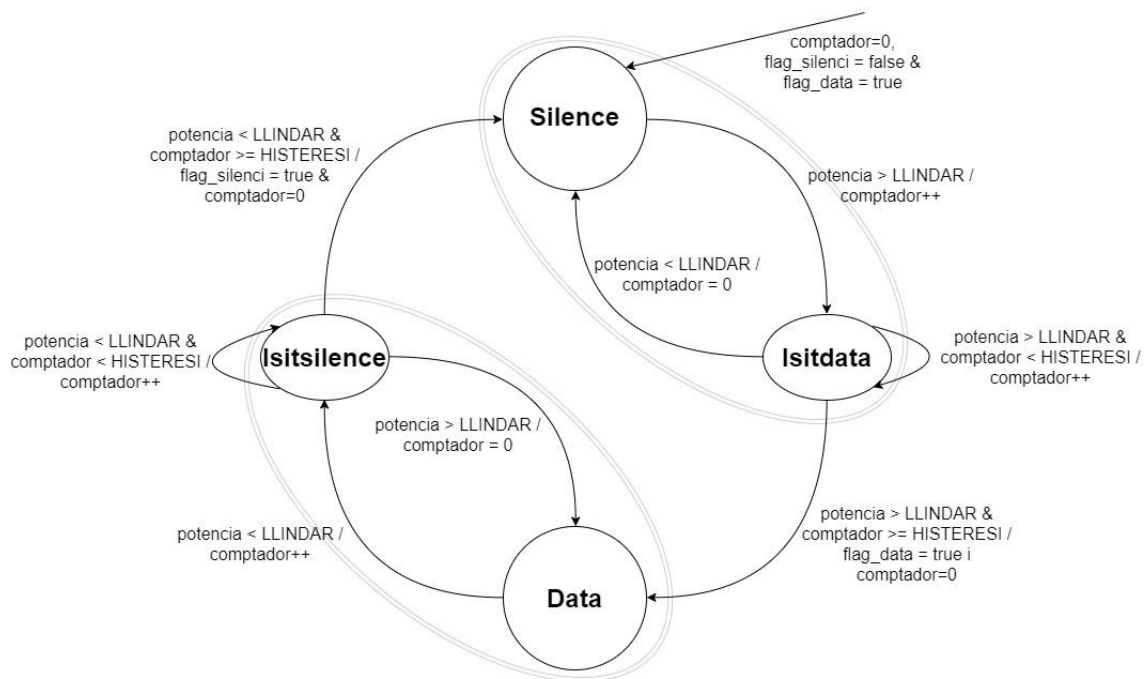 comptador=0,
flag_silenci = false &
flag_data = true
Silence
potencia < LLINDAR &
comptador >= HISTERESI /
flag_silenci = true &
comptador=0
potencia > LLINDAR /
comptador++
potencia < LLINDAR /
comptador = 0
potencia < LLINDAR &
comptador < HISTERESI /
comptador++
Isitsilence
Isitdata
potencia > LLINDAR &
comptador < HISTERESI /
comptador++
potencia > LLINDAR /
comptador = 0
potencia < LLINDAR /
comptador++
potencia > LLINDAR &
comptador >= HISTERESI /
flag_data = true i
comptador=0
Data